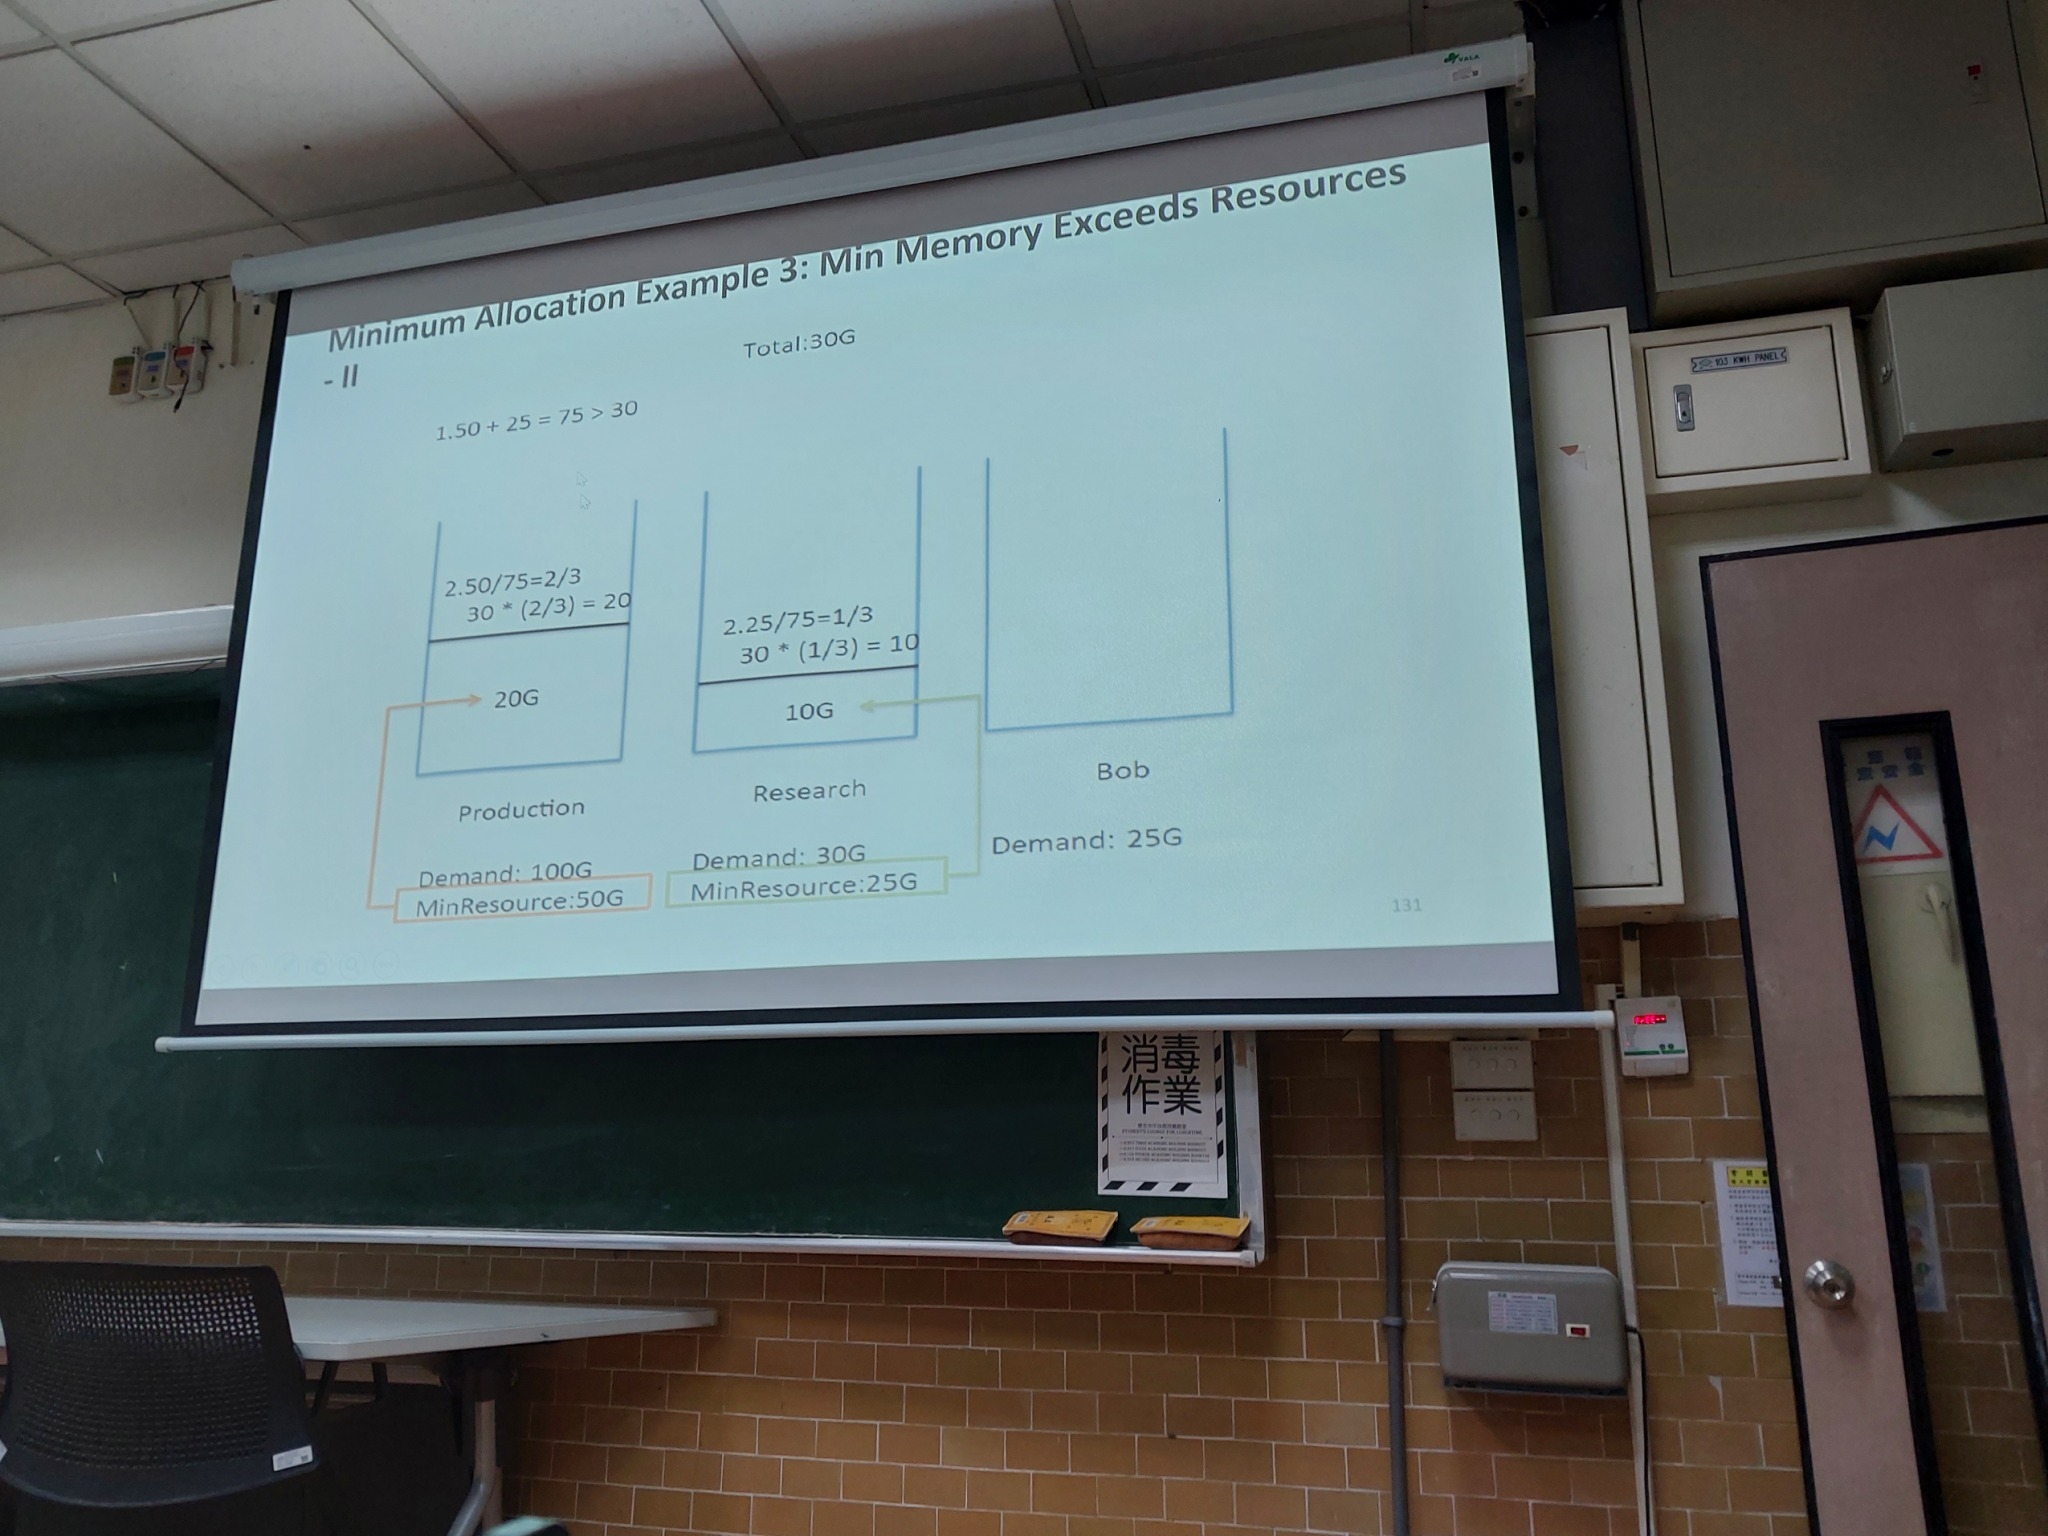 VALA
Minimum Allocation Example 3: Min Memory Exceeds Resources
- II
Total:30G
1.50 + 25 = 75 > 30
2.50/75=2/3
30 * (2/3) = 20
20G
Production
Demand: 100G
MinResource:50G
2.25/75=1/3
30 * (1/3) = 10
10G
Research
Demand: 30G
MinResource:25G
Bob
Demand: 25G
131
103 KWH PANEL
消毒
作業